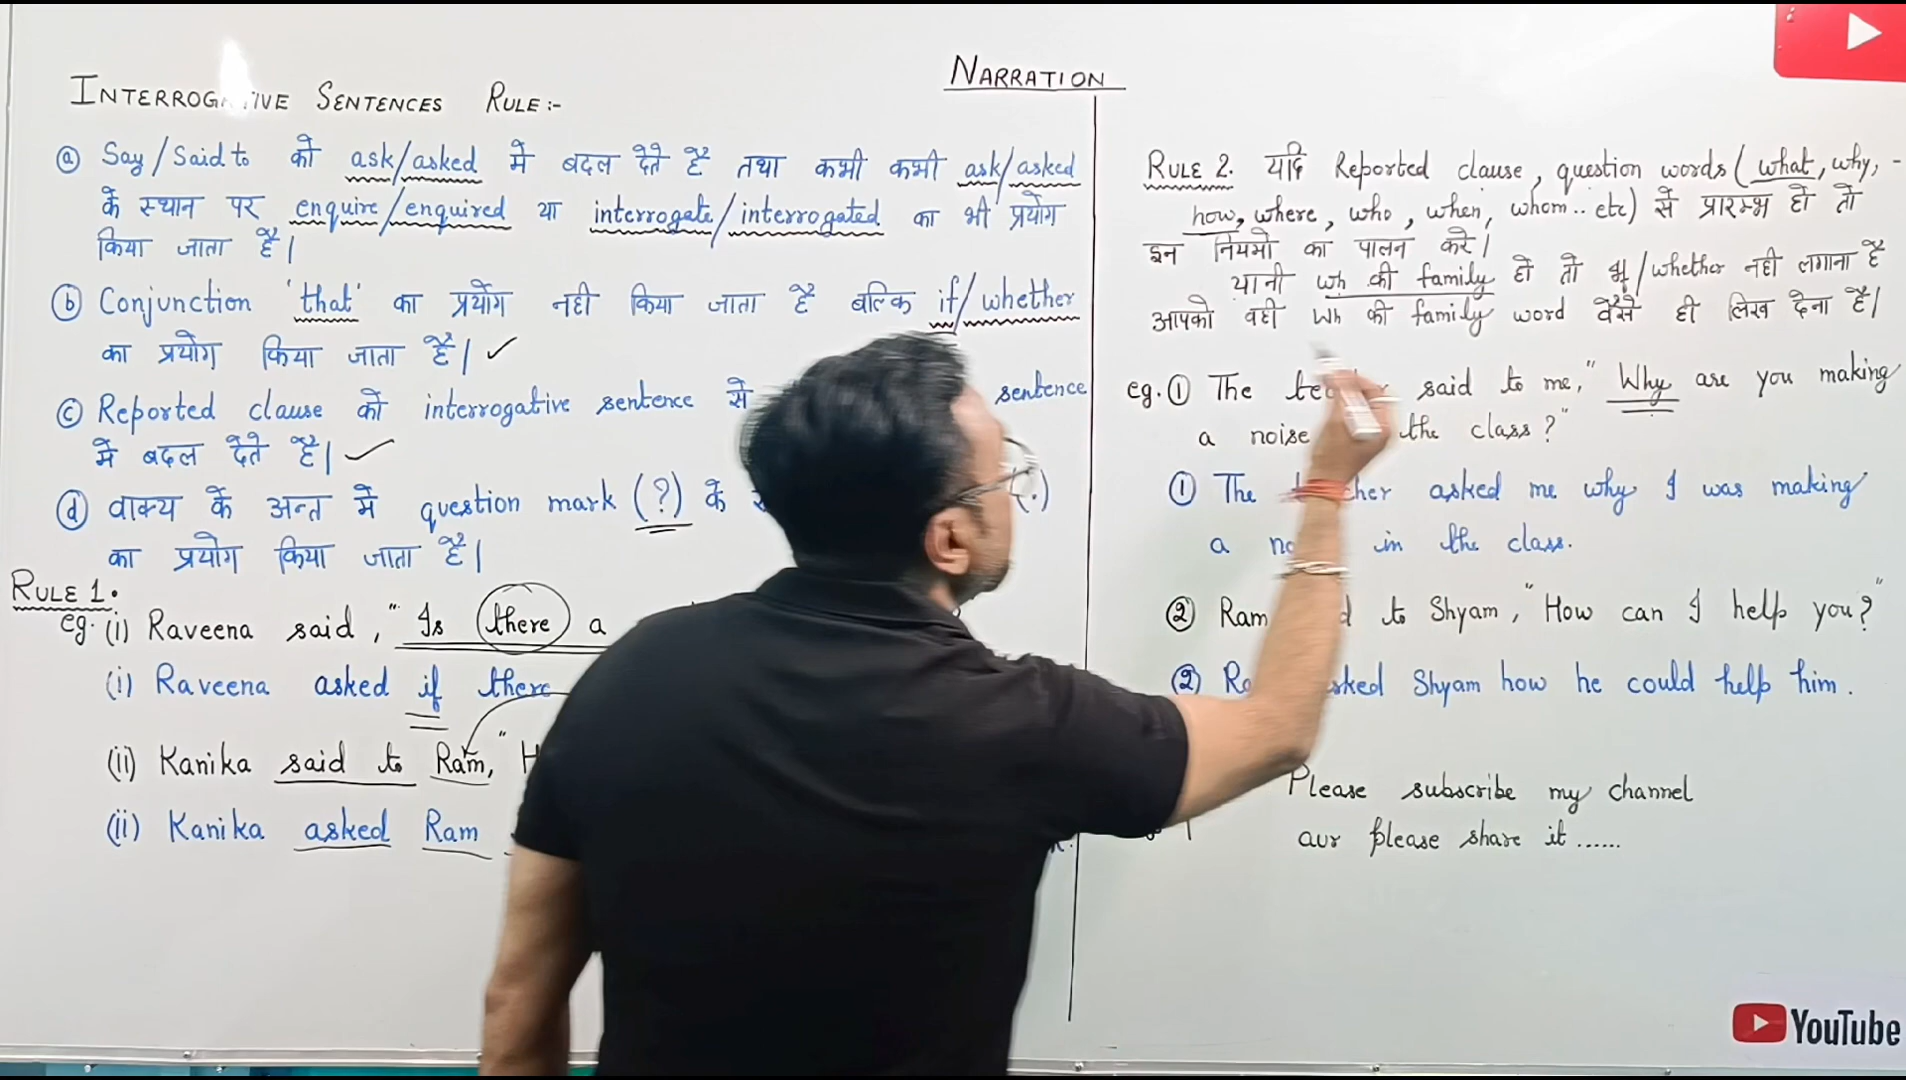 NARRATION
INTERROGATIVE SENTENCES RULE:-
ⓐ Say/Said to को ask/asked में बदल देते है तथा कभी कभी ask/asked
के स्थान पर enquire/enquired या interrogate/interrogated का भी प्रयोग
किया जाता है।
ⓑ Conjunction 'that' का प्रयोग नही किया जाता है बल्कि if/whether
का प्रयोग किया जाता है। ✓
ⓒ Reported clause को interrogative sentence से sentence
में बदल देते है। ✓
ⓓ वाक्य के अन्त में question mark (?) के (.)
का प्रयोग किया जाता है।
RULE 1.
eg. (i) Raveena said, "Is there a
(i) Raveena asked if there
(ii) Kanika said to Ram, "
(ii) Kanika asked Ram
RULE 2. यदि Reported clause, question words (what, why, -
how, where, who, when, whom.. etc) से प्रारम्भ हो तो
इन नियमो का पालन करे।
यानी wh की family हो तो /whether नही लगाना है
आपको वही Wh की family word वैसे ही लिख देना है।
eg. ① The said to me, "Why are you making
a noise the class?"
① The asked me why I was making
a in the class.
② Ram to Shyam, "How can I help you?"
② Shyam how he could help him.
Please subscribe my channel
aur please share it ......
YouTube